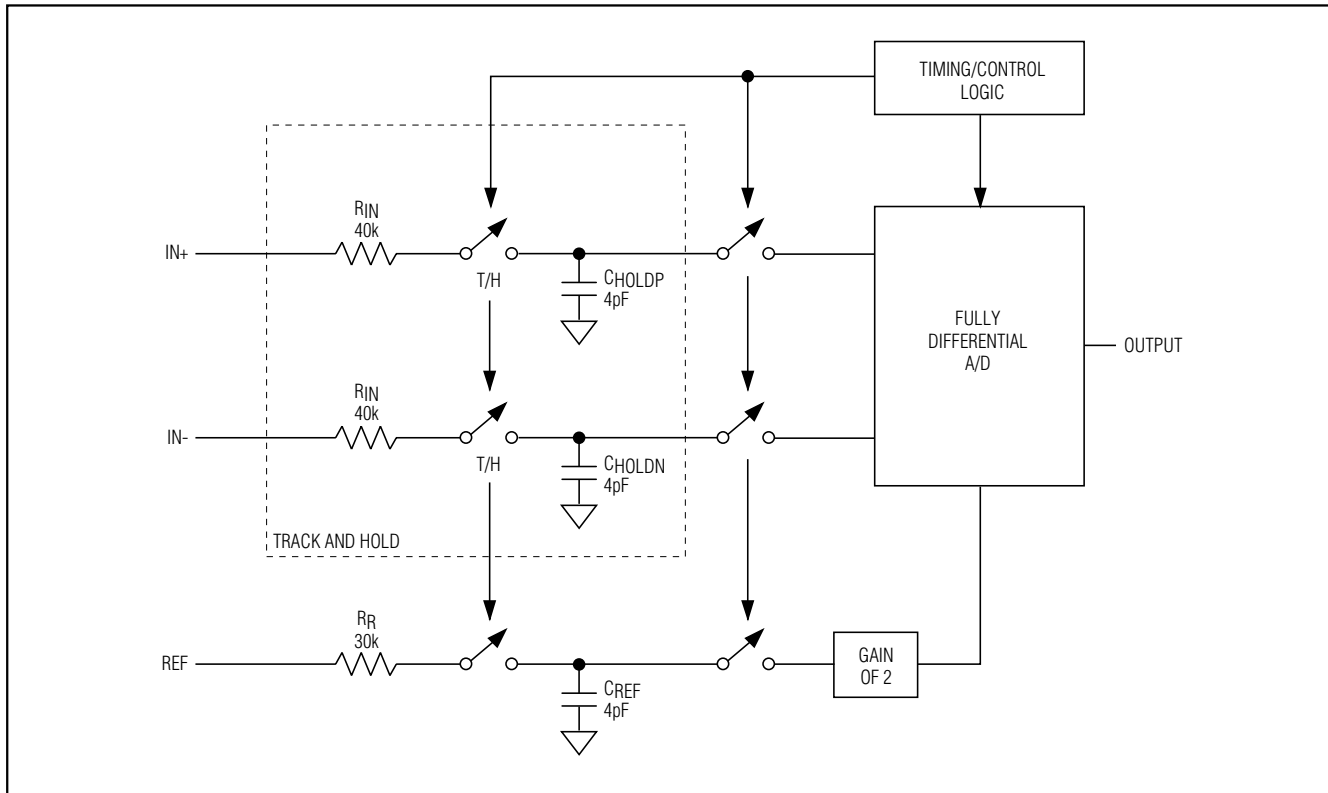 TIMING/CONTROL
LOGIC
RIN
40k
IN+
T/H
CHOLDP
4pF
FULLY
DIFFERENTIAL
A/D
OUTPUT
RIN
40k
IN-
T/H
CHOLDN
4pF
TRACK AND HOLD
RR
30k
REF
CREF
4pF
GAIN
OF 2